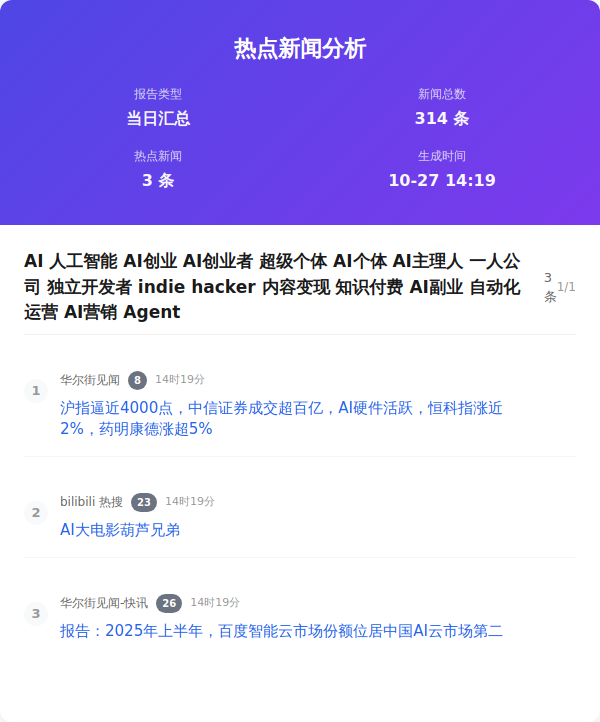 热点新闻分析
报告类型
新闻总数
当日汇总
314 条
热点新闻
生成时间
3 条
10-27 14:19
AI 人工智能 AI创业 AI创业者 超级个体 AI个体 AI主理人 一人公
司 独立开发者 indie hacker 内容变现 知识付费 AI副业 自动化
运营 AI营销 Agent
3
条
1/1
1
华尔街见闻 8 14时19分
沪指逼近4000点，中信证券成交超百亿，AI硬件活跃，恒科指涨近
2%，药明康德涨超5%
2
bilibili 热搜 23 14时19分
AI大电影葫芦兄弟
3
华尔街见闻-快讯 26 14时19分
报告：2025年上半年，百度智能云市场份额位居中国AI云市场第二